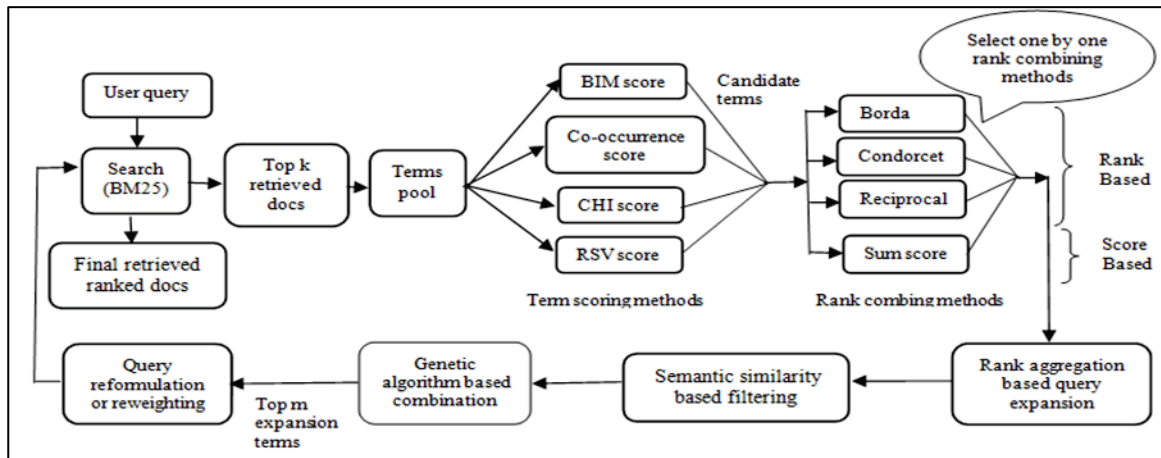 User query
Search
(BM25)
Final retrieved
ranked docs
Top k
retrieved
docs
Terms
pool
BIM score
Co-occurrence
score
CHI score
RSV score
Term scoring methods
Candidate
terms
Select one by one
rank combining
methods
Borda
Condorcet
Reciprocal
Sum score
Rank combing methods
Rank
Based
Score
Based
Rank aggregation
based query
expansion
Semantic similarity
based filtering
Genetic
algorithm based
combination
Top m
expansion
terms
Query
reformulation
or reweighting